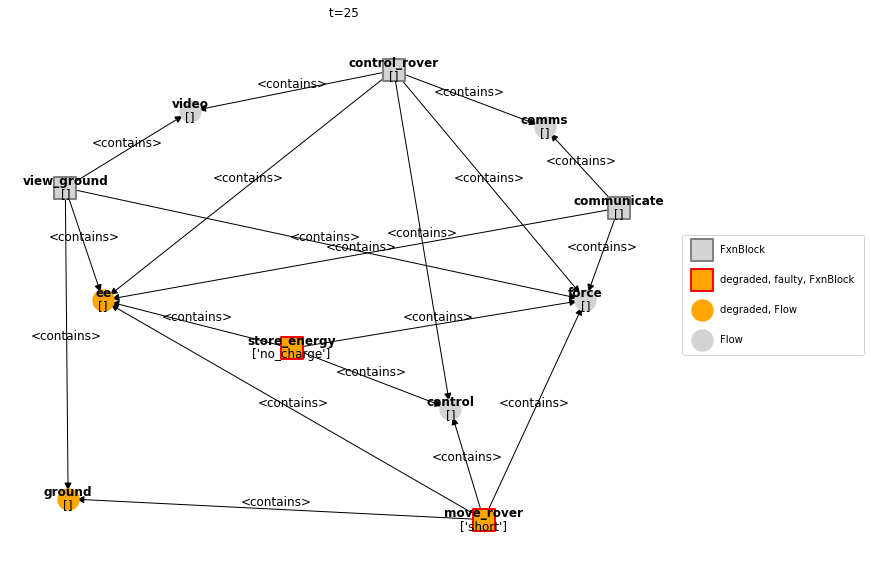 t=25
control_rover
[]
<contains>
<contains>
video
[]
comms
[]
<contains>
<contains>
<contains>
<contains>
view_ground
[]
communicate
[]
<contains>
<contains>
<contains>
<contains>
<contains>
ee
[]
force
[]
<contains>
<contains>
<contains>
store_energy
['no_charge']
<contains>
control
[]
<contains>
<contains>
<contains>
ground
[]
<contains>
move_rover
['short']
FxnBlock
degraded, faulty, FxnBlock
degraded, Flow
Flow